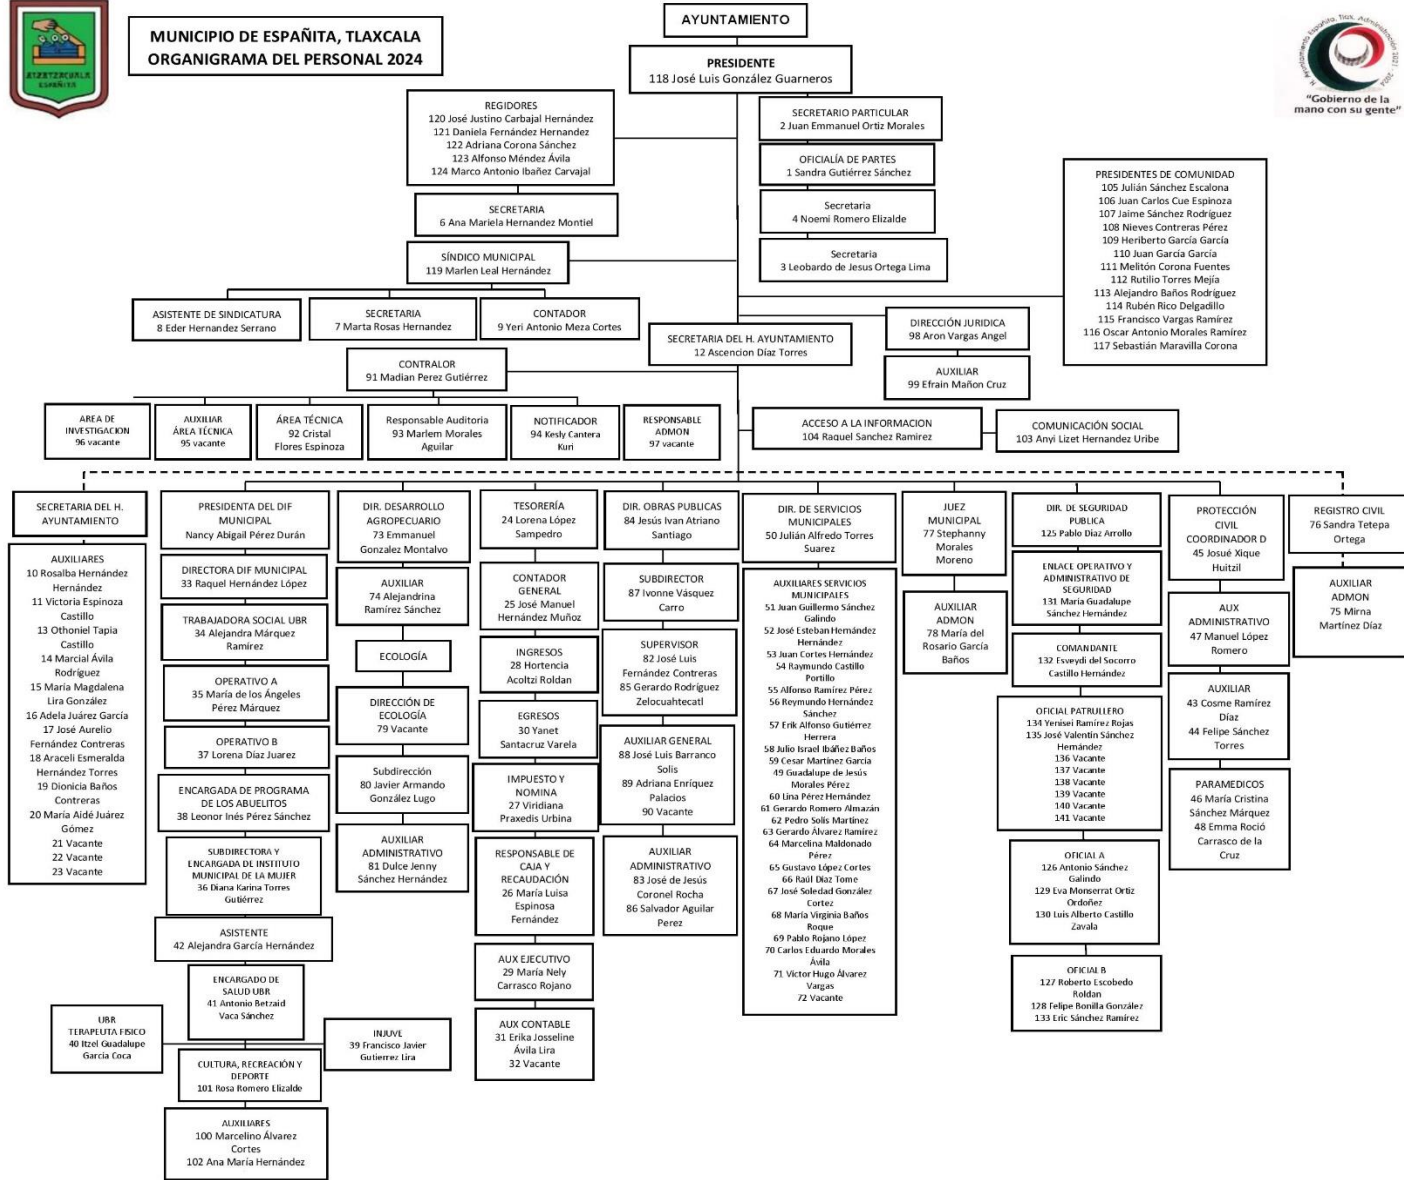 ATZATZACUALA
ESPAÑITA
MUNICIPIO DE ESPAÑITA, TLAXCALA
ORGANIGRAMA DEL PERSONAL 2024
AYUNTAMIENTO
PRESIDENTE
118 José Luis González Guarneros
H. Ayuntamiento Españita, Tlax. Administración 2021 - 2024
"Gobierno de la
mano con su gente"
REGIDORES
120 José Justino Carbajal Hernández
121 Daniela Fernández Hernandez
122 Adriana Corona Sánchez
123 Alfonso Méndez Ávila
124 Marco Antonio Ibañez Carvajal
SECRETARIA
6 Ana Mariela Hernandez Montiel
SECRETARIO PARTICULAR
2 Juan Emmanuel Ortiz Morales
OFICIALÍA DE PARTES
1 Sandra Gutiérrez Sánchez
Secretaria
4 Noemi Romero Elizalde
Secretaria
3 Leobardo de Jesus Ortega Lima
PRESIDENTES DE COMUNIDAD
105 Julián Sánchez Escalona
106 Juan Carlos Cue Espinoza
107 Jaime Sánchez Rodríguez
108 Nieves Contreras Pérez
109 Heriberto García García
110 Juan García García
111 Melitón Corona Fuentes
112 Rutilio Torres Mejía
113 Alejandro Baños Rodríguez
114 Rubén Rico Delgadillo
115 Francisco Vargas Ramírez
116 Oscar Antonio Morales Ramírez
117 Sebastián Maravilla Corona
SÍNDICO MUNICIPAL
119 Marlen Leal Hernández
ASISTENTE DE SINDICATURA
8 Eder Hernandez Serrano
SECRETARIA
7 Marta Rosas Hernandez
CONTADOR
9 Yeri Antonio Meza Cortes
SECRETARIA DEL H. AYUNTAMIENTO
12 Ascencion Díaz Torres
DIRECCIÓN JURIDICA
98 Aron Vargas Angel
AUXILIAR
99 Efrain Mañon Cruz
CONTRALOR
91 Madian Perez Gutiérrez
AREA DE
INVESTIGACION
96 vacante
AUXILIAR
ÁREA TÉCNICA
95 vacante
ÁREA TÉCNICA
92 Cristal
Flores Espinoza
Responsable Auditoria
93 Marlem Morales
Aguilar
NOTIFICADOR
94 Kesly Cantera
Kuri
RESPONSABLE
ADMON
97 vacante
ACCESO A LA INFORMACION
104 Raquel Sanchez Ramirez
COMUNICACIÓN SOCIAL
103 Anyi Lizet Hernandez Uribe
SECRETARIA DEL H.
AYUNTAMIENTO
AUXILIARES
10 Rosalba Hernández
Hernández
11 Victoria Espinoza
Castillo
13 Othoniel Tapia
Castillo
14 Marcial Ávila
Rodríguez
15 María Magdalena
Lira González
16 Adela Juárez García
17 José Aurelio
Fernández Contreras
18 Araceli Esmeralda
Hernández Torres
19 Dionicia Baños
Contreras
20 María Aidé Juárez
Gómez
21 Vacante
22 Vacante
23 Vacante
PRESIDENTA DEL DIF
MUNICIPAL
Nancy Abigail Pérez Durán
DIRECTORA DIF MUNICIPAL
33 Raquel Hernández López
TRABAJADORA SOCIAL UBR
34 Alejandra Márquez
Ramírez
OPERATIVO A
35 María de los Ángeles
Pérez Márquez
OPERATIVO B
37 Lorena Díaz Juarez
ENCARGADA DE PROGRAMA
DE LOS ABUELITOS
38 Leonor Inés Pérez Sánchez
SUBDIRECTORA Y
ENCARGADA DE INSTITUTO
MUNICIPAL DE LA MUJER
36 Diana Karina Torres
Gutiérrez
ASISTENTE
42 Alejandra García Hernández
ENCARGADO DE
SALUD UBR
41 Antonio Betzaid
Vaca Sánchez
UBR
TERAPEUTA FISICO
40 Itzel Guadalupe
García Coca
INJUVE
39 Francisco Javier
Gutierrez Lira
CULTURA, RECREACIÓN Y
DEPORTE
101 Rosa Romero Elizalde
AUXILIARES
100 Marcelino Álvarez
Cortes
102 Ana María Hernández
DIR. DESARROLLO
AGROPECUARIO
73 Emmanuel
Gonzalez Montalvo
AUXILIAR
74 Alejandrina
Ramírez Sánchez
ECOLOGÍA
DIRECCIÓN DE
ECOLOGÍA
79 Vacante
Subdirección
80 Javier Armando
González Lugo
AUXILIAR
ADMINISTRATIVO
81 Dulce Jenny
Sánchez Hernández
TESORERÍA
24 Lorena López
Sampedro
CONTADOR
GENERAL
25 José Manuel
Hernández Muñoz
INGRESOS
28 Hortencia
Acoltzi Roldan
EGRESOS
30 Yanet
Santacruz Varela
IMPUESTO Y
NOMINA
27 Viridiana
Praxedis Urbina
RESPONSABLE DE
CAJA Y
RECAUDACIÓN
26 María Luisa
Espinosa
Fernández
AUX EJECUTIVO
29 María Nely
Carrasco Rojano
AUX CONTABLE
31 Erika Josseline
Ávila Lira
32 Vacante
DIR. OBRAS PUBLICAS
84 Jesús Ivan Atriano
Santiago
SUBDIRECTOR
87 Ivonne Vásquez
Carro
SUPERVISOR
82 José Luis
Fernández Contreras
85 Gerardo Rodríguez
Zelocuahtecatl
AUXILIAR GENERAL
88 José Luis Barranco
Solis
89 Adriana Enríquez
Palacios
90 Vacante
AUXILIAR
ADMINISTRATIVO
83 José de Jesús
Coronel Rocha
86 Salvador Aguilar
Perez
DIR. DE SERVICIOS
MUNICIPALES
50 Julián Alfredo Torres
Suarez
AUXILIARES SERVICIOS
MUNICIPALES
51 Juan Guillermo Sánchez
Galindo
52 José Esteban Hernández
Hernández
53 Juan Cortes Hernández
54 Raymundo Castillo
Portillo
55 Alfonso Ramírez Pérez
56 Reymundo Hernández
Sánchez
57 Erik Alfonso Gutiérrez
Herrera
58 Julio Israel Ibáñez Baños
59 Cesar Martínez García
49 Guadalupe de Jesús
Morales Pérez
60 Lina Pérez Hernández
61 Gerardo Romero Almazán
62 Pedro Solís Martínez
63 Gerardo Álvarez Ramírez
64 Marcelina Maldonado
Pérez
65 Gustavo López Cortes
66 Raúl Díaz Tome
67 José Soledad González
Cortez
68 María Virginia Baños
Roque
69 Pablo Rojano López
70 Carlos Eduardo Morales
Ávila
71 Víctor Hugo Álvarez
Vargas
72 Vacante
JUEZ
MUNICIPAL
77 Stephanny
Morales
Moreno
AUXILIAR
ADMON
78 María del
Rosario García
Baños
DIR. DE SEGURIDAD
PUBLICA
125 Pablo Diaz Arrollo
ENLACE OPERATIVO Y
ADMINISTRATIVO DE
SEGURIDAD
131 María Guadalupe
Sánchez Hernández
COMANDANTE
132 Esveydi del Socorro
Castillo Hernández
OFICIAL PATRULLERO
134 Yenisei Ramírez Rojas
135 José Valentín Sánchez
Hernández
136 Vacante
137 Vacante
138 Vacante
139 Vacante
140 Vacante
141 Vacante
OFICIAL A
126 Antonio Sánchez
Galindo
129 Eva Monserrat Ortiz
Ordoñez
130 Luis Alberto Castillo
Zavala
OFICIAL B
127 Roberto Escobedo
Roldan
128 Felipe Bonilla González
133 Eric Sánchez Ramírez
PROTECCIÓN
CIVIL
COORDINADOR D
45 Josué Xique
Huitzil
AUX
ADMINISTRATIVO
47 Manuel López
Romero
AUXILIAR
43 Cosme Ramírez
Díaz
44 Felipe Sánchez
Torres
PARAMEDICOS
46 María Cristina
Sánchez Márquez
48 Emma Roció
Carrasco de la
Cruz
REGISTRO CIVIL
76 Sandra Tetepa
Ortega
AUXILIAR
ADMON
75 Mirna
Martínez Díaz